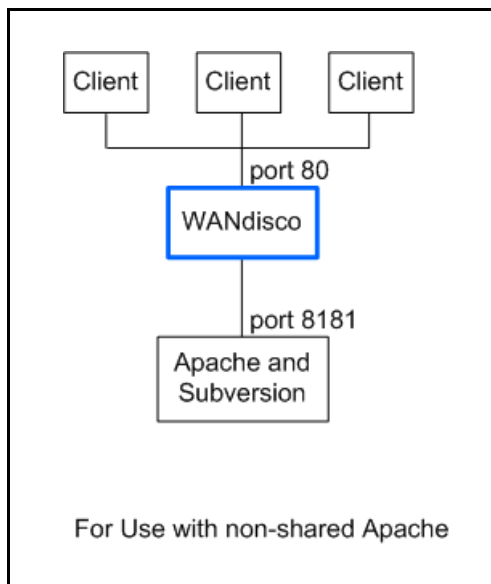 Client
Client
Client
port 80
WANdisco
port 8181
Apache and
Subversion
For Use with non-shared Apache